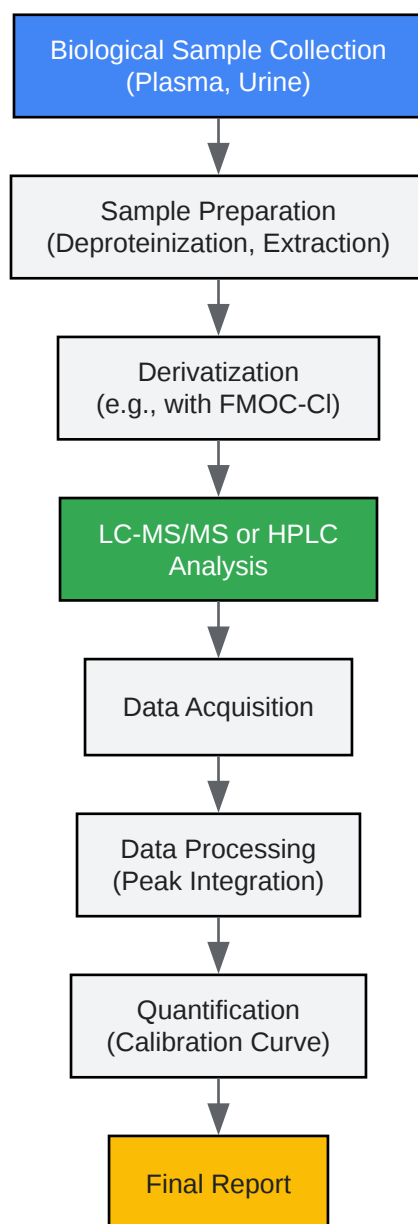 Biological Sample Collection
(Plasma, Urine)
Sample Preparation
(Deproteinization, Extraction)
Derivatization
(e.g., with FMOC-Cl)
LC-MS/MS or HPLC
Analysis
Data Acquisition
Data Processing
(Peak Integration)
Quantification
(Calibration Curve)
Final Report